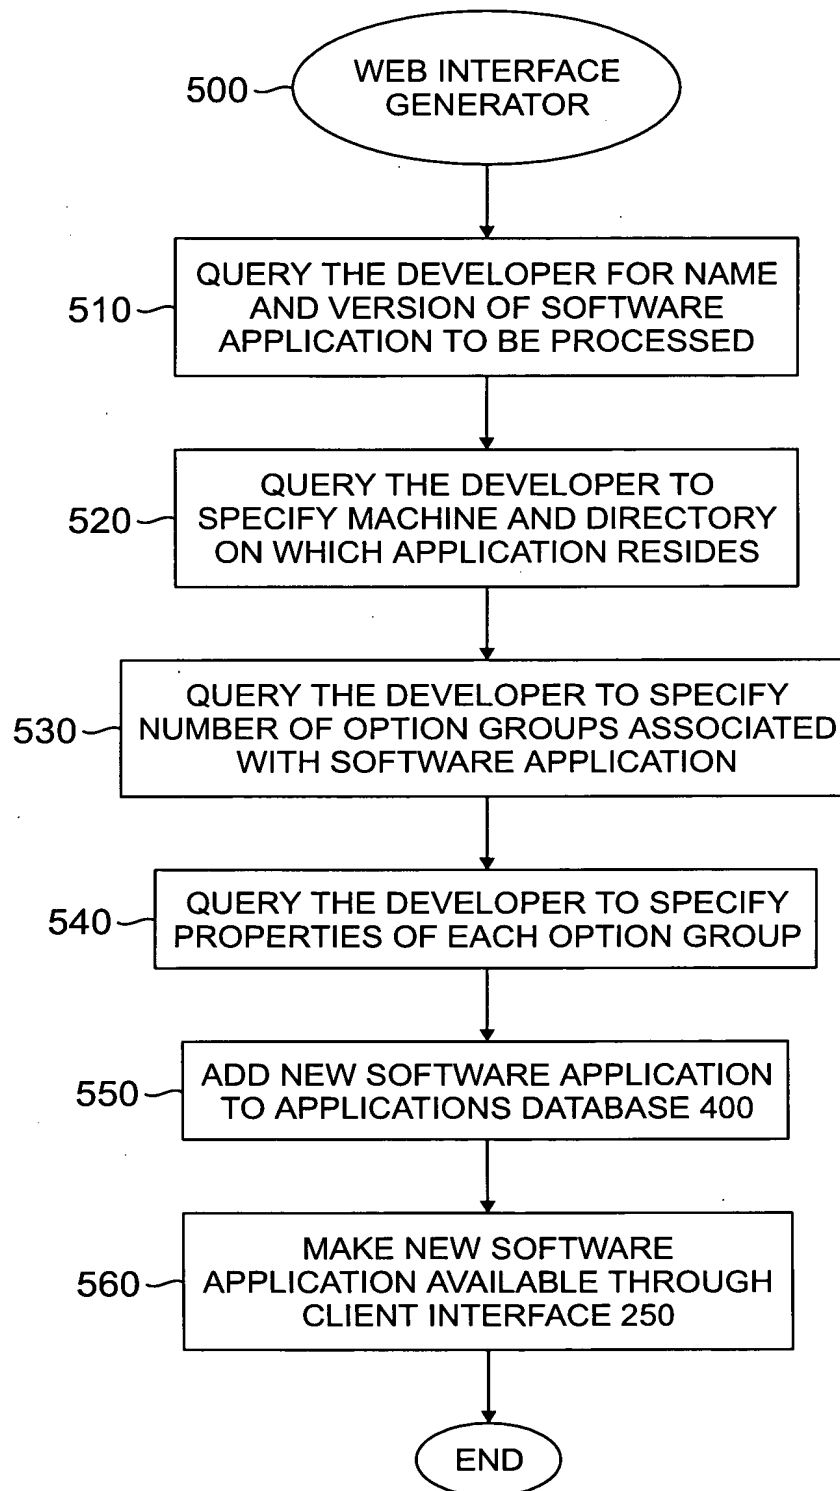 500
WEB INTERFACE
GENERATOR
510
QUERY THE DEVELOPER FOR NAME
AND VERSION OF SOFTWARE
APPLICATION TO BE PROCESSED
520
QUERY THE DEVELOPER TO
SPECIFY MACHINE AND DIRECTORY
ON WHICH APPLICATION RESIDES
530
QUERY THE DEVELOPER TO SPECIFY
NUMBER OF OPTION GROUPS ASSOCIATED
WITH SOFTWARE APPLICATION
540
QUERY THE DEVELOPER TO SPECIFY
PROPERTIES OF EACH OPTION GROUP
550
ADD NEW SOFTWARE APPLICATION
TO APPLICATIONS DATABASE 400
560
MAKE NEW SOFTWARE
APPLICATION AVAILABLE THROUGH
CLIENT INTERFACE 250
END